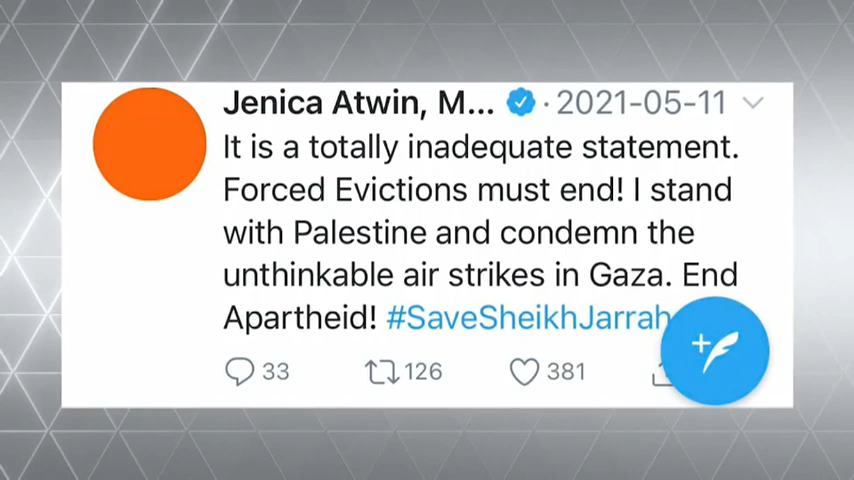 Jenica Atwin, M... · 2021-05-11
It is a totally inadequate statement.
Forced Evictions must end! I stand
with Palestine and condemn the
unthinkable air strikes in Gaza. End
Apartheid! #SaveSheikhJarrah
33 126 381